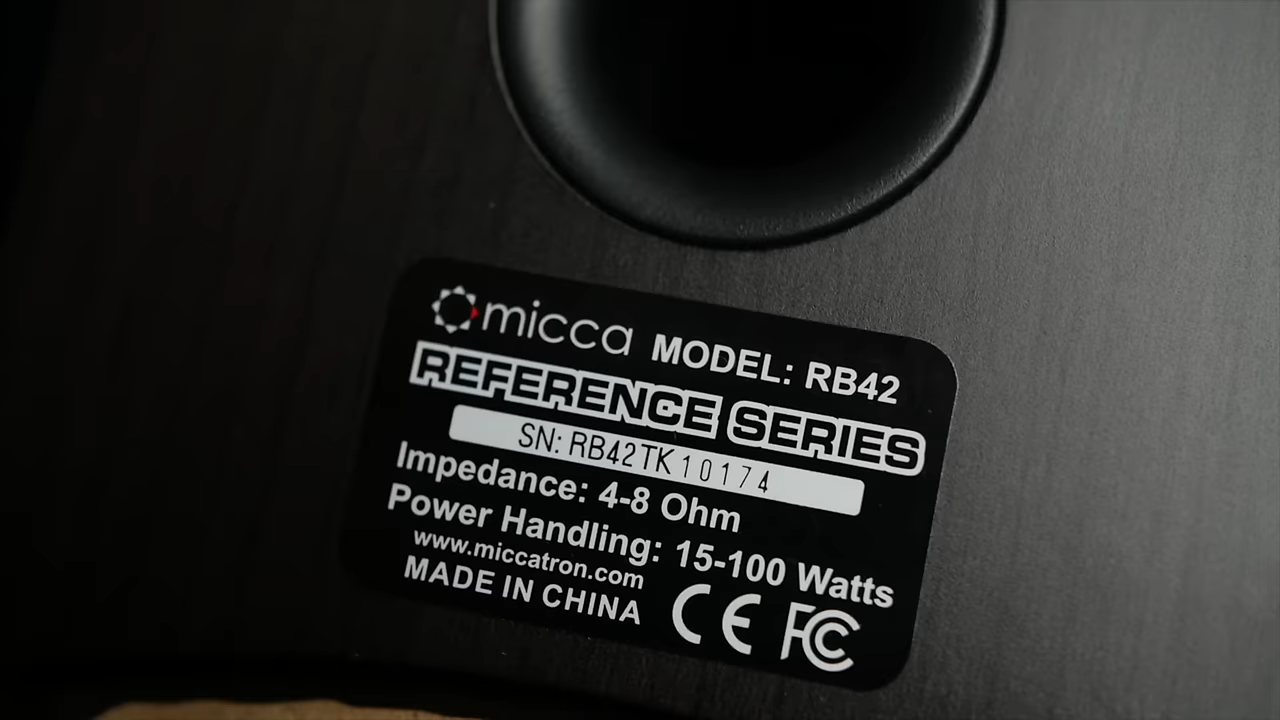 micca MODEL: RB42
REFERENCE SERIES
SN: RB42TK10174
Impedance: 4-8 Ohm
Power Handling: 15-100 Watts
www.miccatron.com
MADE IN CHINA CE FC